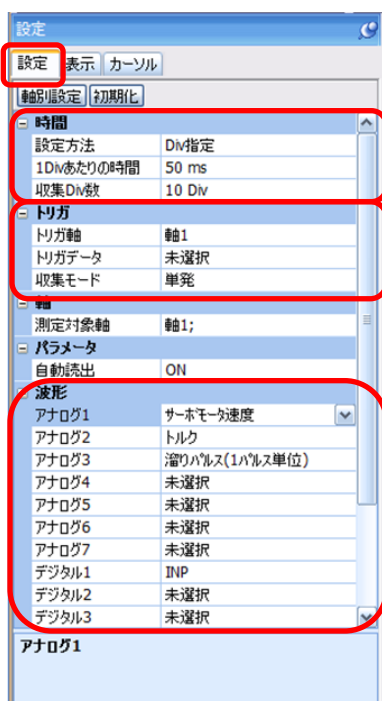 設定
設定 表示 カーソル
軸別設定 初期化
時間
設定方法 Div指定
1Divあたりの時間 50 ms
収集Div数 10 Div
トリガ
トリガ軸 軸1
トリガデータ 未選択
収集モード 単発
軸
測定対象軸 軸1;
パラメータ
自動読出 ON
波形
アナログ1 サーボモータ速度
アナログ2 トルク
アナログ3 溜りパルス(1パルス単位)
アナログ4 未選択
アナログ5 未選択
アナログ6 未選択
アナログ7 未選択
デジタル1 INP
デジタル2 未選択
デジタル3 未選択
アナログ1